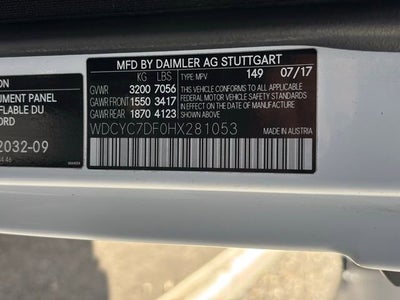 ON
UMENT PANEL
FLABLE DU
ORD
2032-09
MFD BY DAIMLER AG STUTTGART
KG LBS TYPE: MPV 149 07/17
GVWR 3200 7056
GAWR FRONT 1550 3417
GAWR REAR 1870 4123
THIS VEHICLE CONFORMS TO ALL APPLICABLE
FEDERAL MOTOR VEHICLE SAFETY STANDARDS
IN EFFECT ON THE DATE OF
MANUFACTURE SHOWN ABOVE.
WDCYC7DF0HX281053
MADE IN AUSTRIA